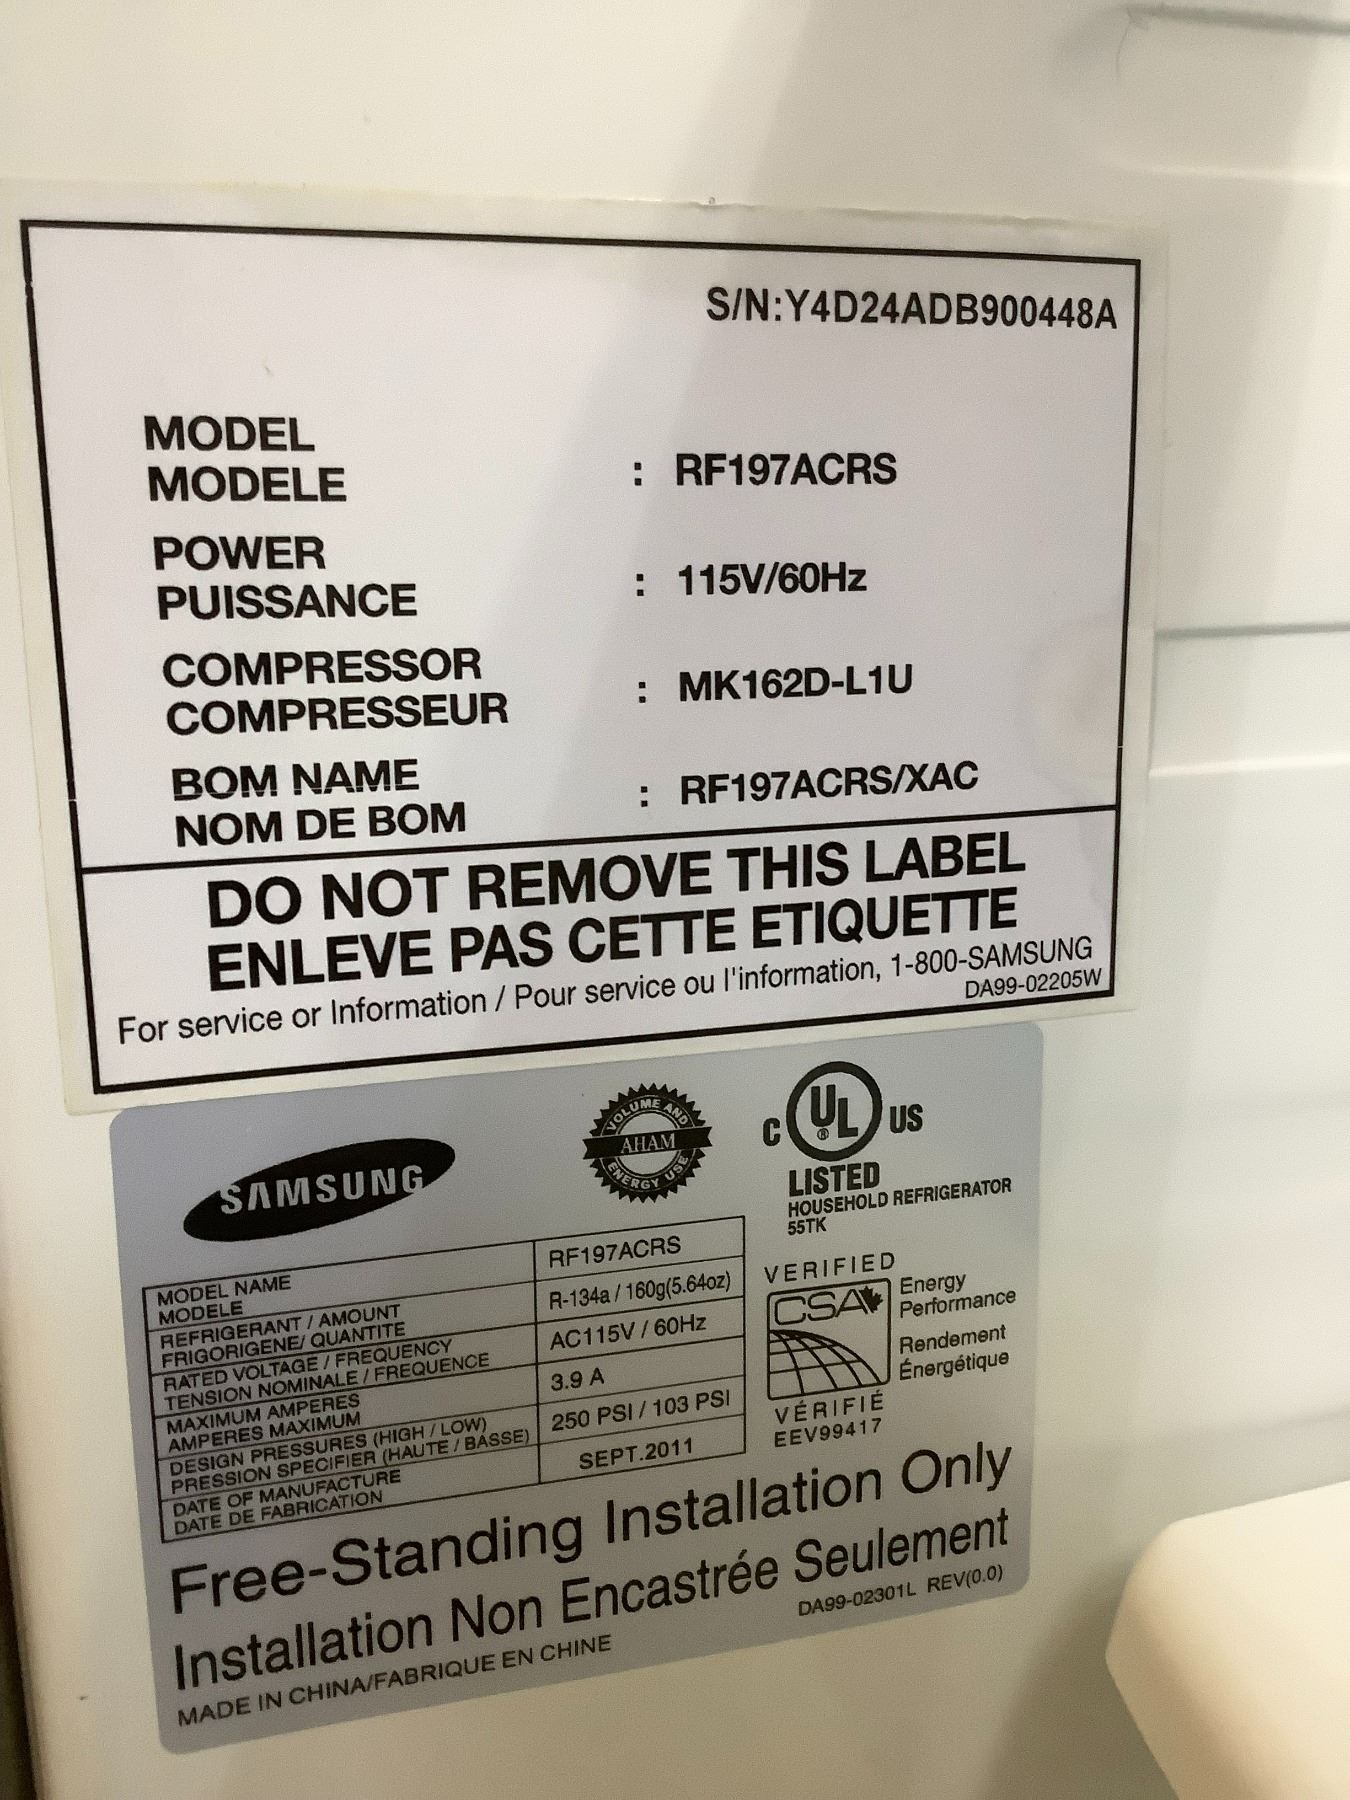 S/N:Y4D24ADB900448A
MODEL
MODELE : RF197ACRS
POWER
PUISSANCE : 115V/60Hz
COMPRESSOR
COMPRESSEUR : MK162D-L1U
BOM NAME
NOM DE BOM : RF197ACRS/XAC
DO NOT REMOVE THIS LABEL
ENLEVE PAS CETTE ETIQUETTE
For service or Information / Pour service ou l'information, 1-800-SAMSUNG
DA99-02205W
SAMSUNG
VOLUME AND
AHAM
ENERGY USE
C UL ® US
LISTED
HOUSEHOLD REFRIGERATOR
55TK
MODEL NAME
MODELE
RF197ACRS
REFRIGERANT / AMOUNT
FRIGORIGENE/ QUANTITE
R-134a / 160g(5.64oz)
RATED VOLTAGE / FREQUENCY
TENSION NOMINALE / FREQUENCE
AC115V / 60Hz
MAXIMUM AMPERES
AMPERES MAXIMUM
3.9 A
DESIGN PRESSURES (HIGH / LOW)
PRESSION SPECIFIER (HAUTE / BASSE)
250 PSI / 103 PSI
DATE OF MANUFACTURE
DATE DE FABRICATION
SEPT.2011
VERIFIED
CSA
Energy
Performance
Rendement
Énergétique
VÉRIFIÉ
EEV99417
Free-Standing Installation Only
Installation Non Encastrée Seulement
DA99-02301L REV(0.0)
MADE IN CHINA/FABRIQUE EN CHINE